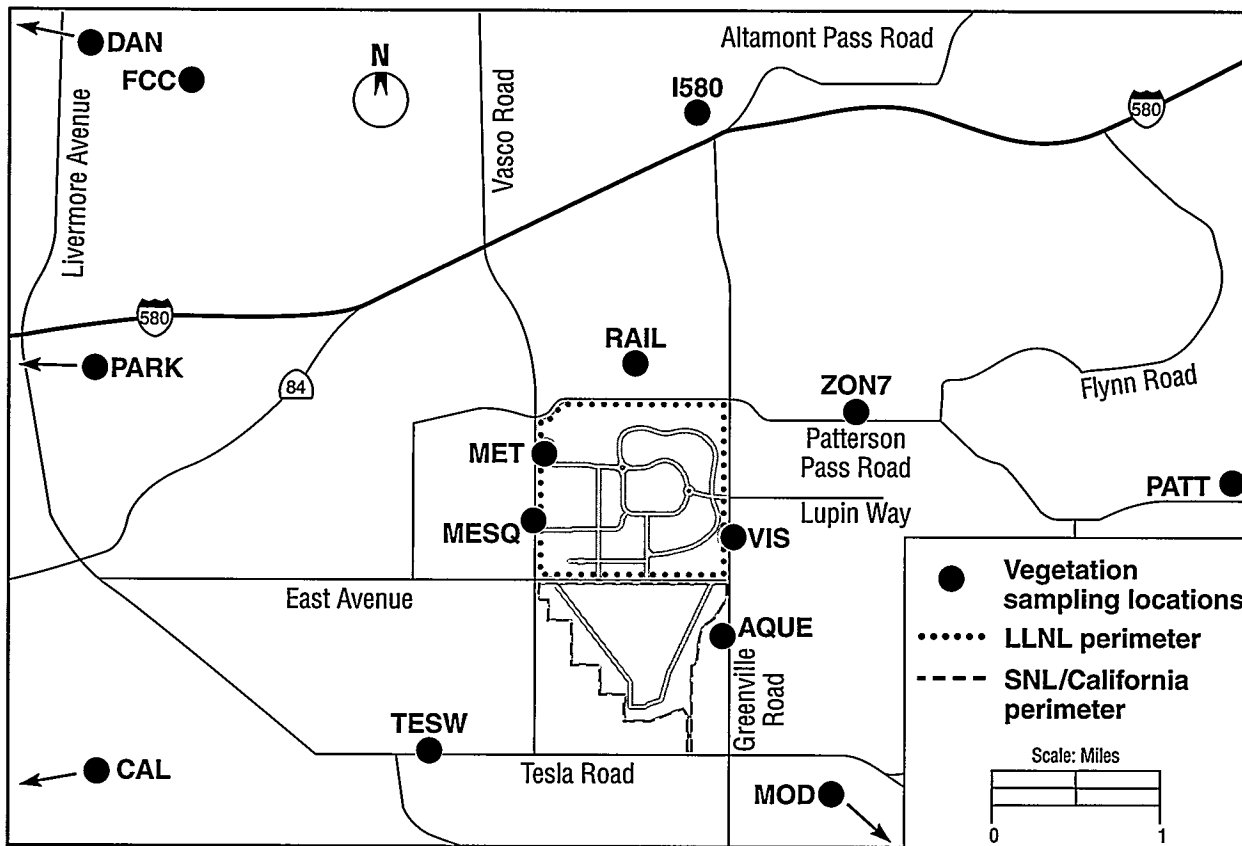 DAN
FCC
N
Livermore Avenue
Vasco Road
I580
Altamont Pass Road
580
580
PARK
84
RAIL
ZON7
Flynn Road
Patterson
Pass Road
MET
MESQ
Lupin Way
PATT
VIS
East Avenue
AQUE
Greenville
Road
TESW
Tesla Road
CAL
MOD
Vegetation
sampling locations
LLNL perimeter
SNL/California
perimeter
Scale: Miles
0 1